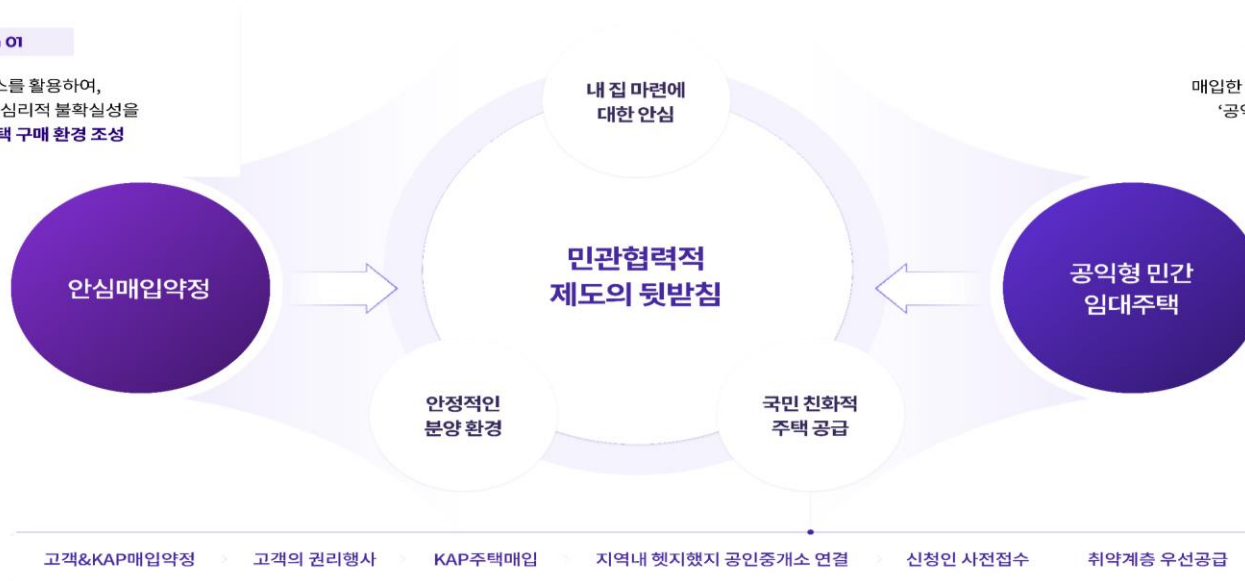 01
스를 활용하여,
심리적 불확실성을
택 구매 환경 조성
매입한
‘공익
내 집 마련에
대한 안심
민관협력적
제도의 뒷받침
안심매입약정
공익형 민간
임대주택
안정적인
분양 환경
국민 친화적
주택 공급
고객&KAP매입약정
고객의 권리행사
KAP주택매입
지역내 헷지했지 공인중개소 연결
신청인 사전접수
취약계층 우선공급